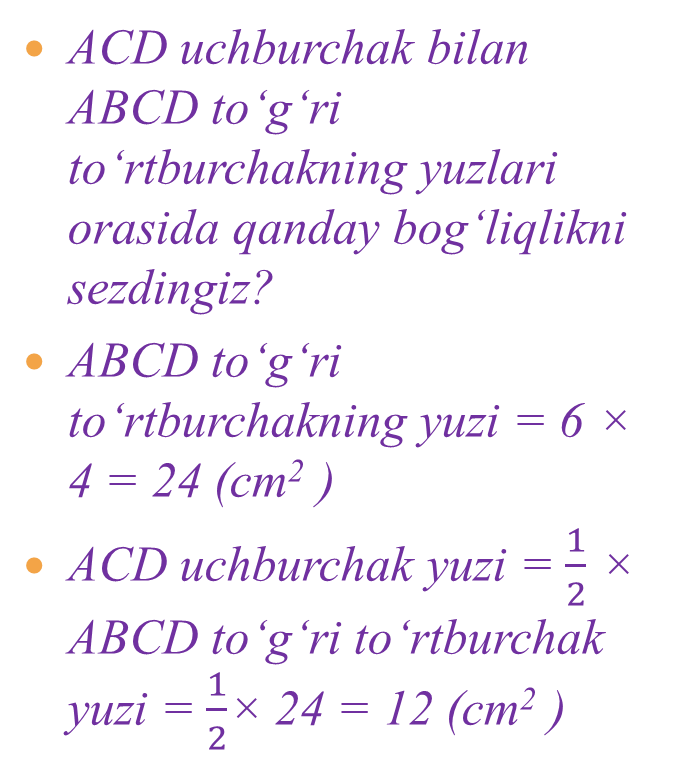 • ACD uchburchak bilan
ABCD to‘g‘ri
to‘rtburchakning yuzlari
orasida qanday bog‘liqlikni
sezdingiz?
• ABCD to‘g‘ri
to‘rtburchakning yuzi = 6 ×
4 = 24 (cm² )
• ACD uchburchak yuzi = 1/2 ×
ABCD to‘g‘ri to‘rtburchak
yuzi = 1/2 × 24 = 12 (cm² )